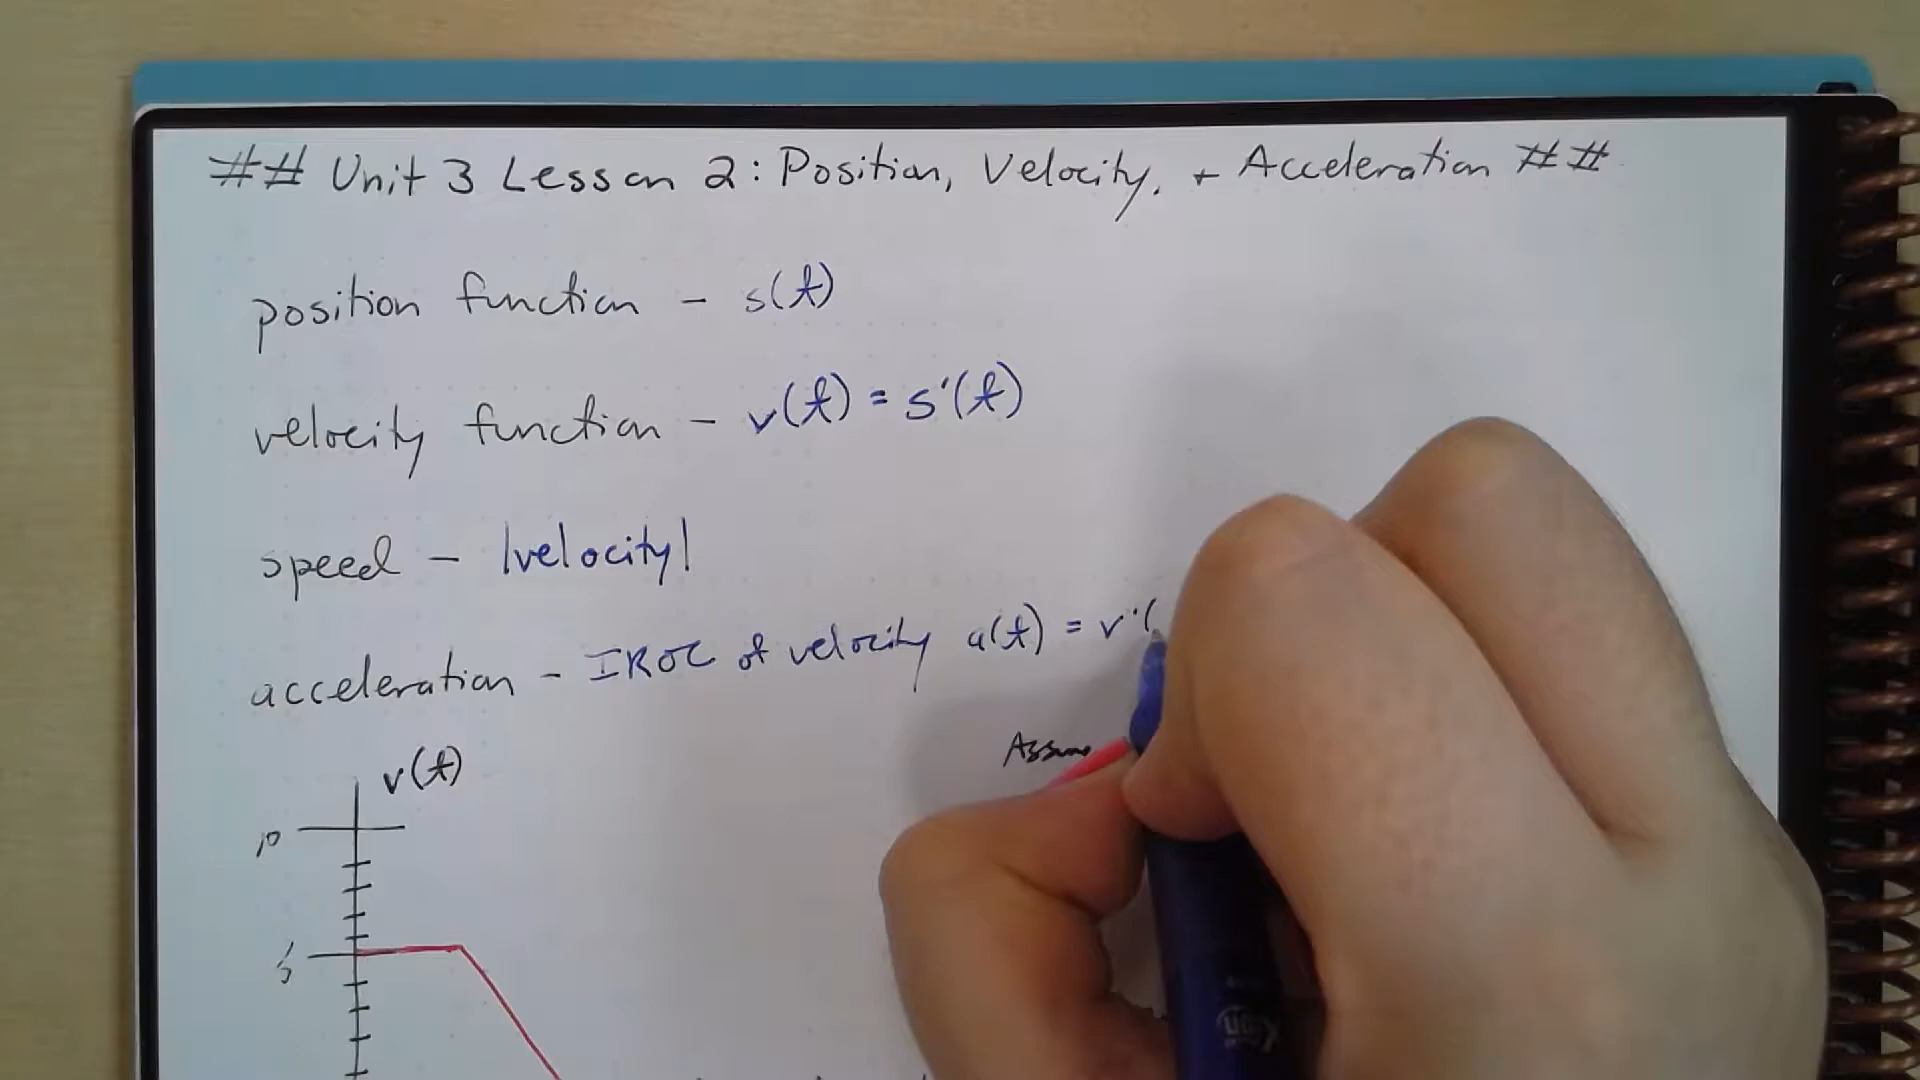 ## Unit 3 Lesson 2: Position, Velocity, + Acceleration ##
position function - s(t)
velocity function - v(t) = s'(t)
speed - |velocity|
acceleration - IROC of velocity a(t) = v'(
v(t)
10
5